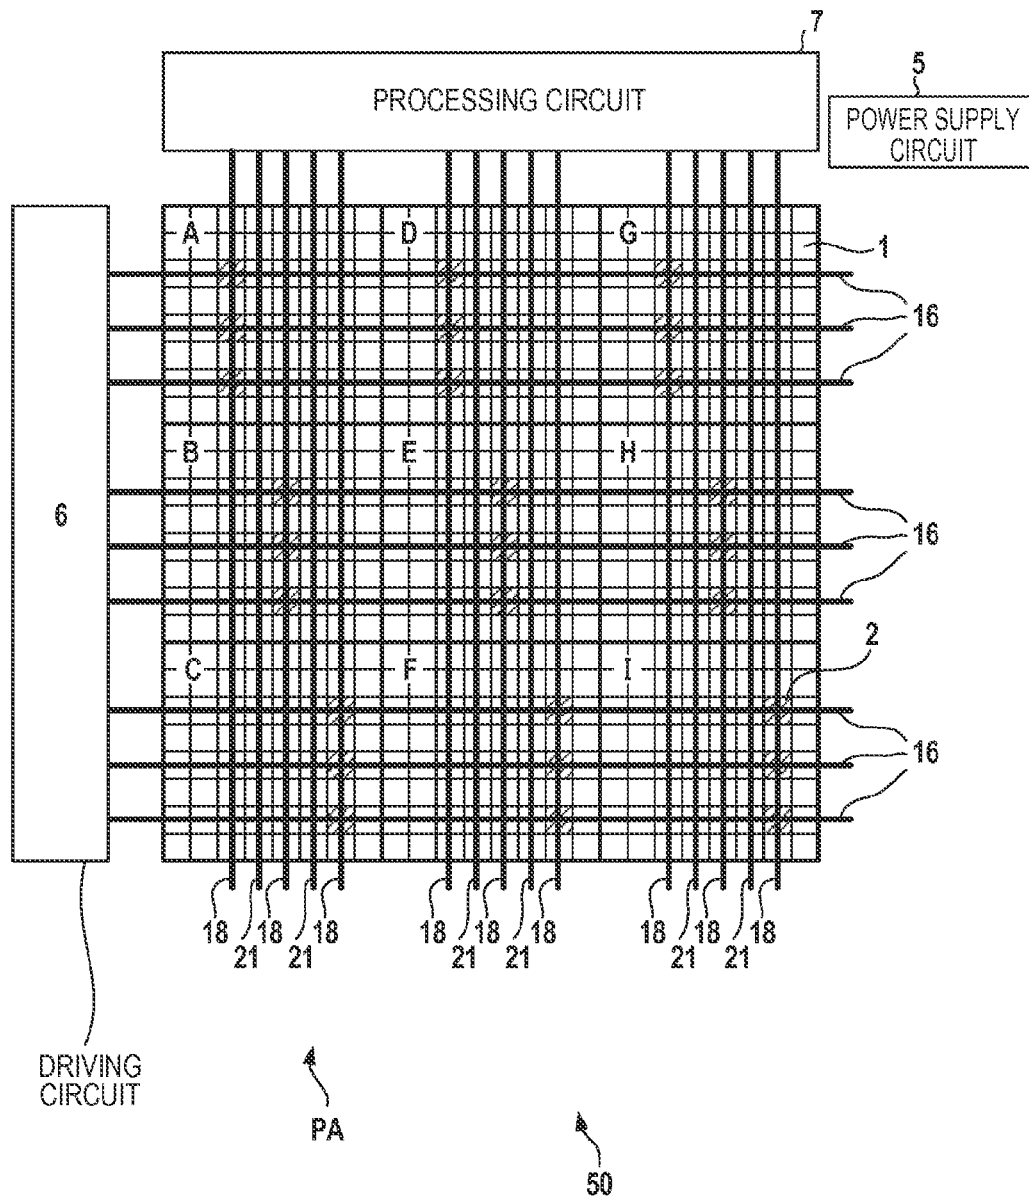 7
PROCESSING CIRCUIT
5
POWER SUPPLY
CIRCUIT
A D G
1
16
B E H
6
16
2
C F I
16
18 18 18 18 18 18 18 18 18
21 21 21 21 21 21
DRIVING
CIRCUIT
PA
50